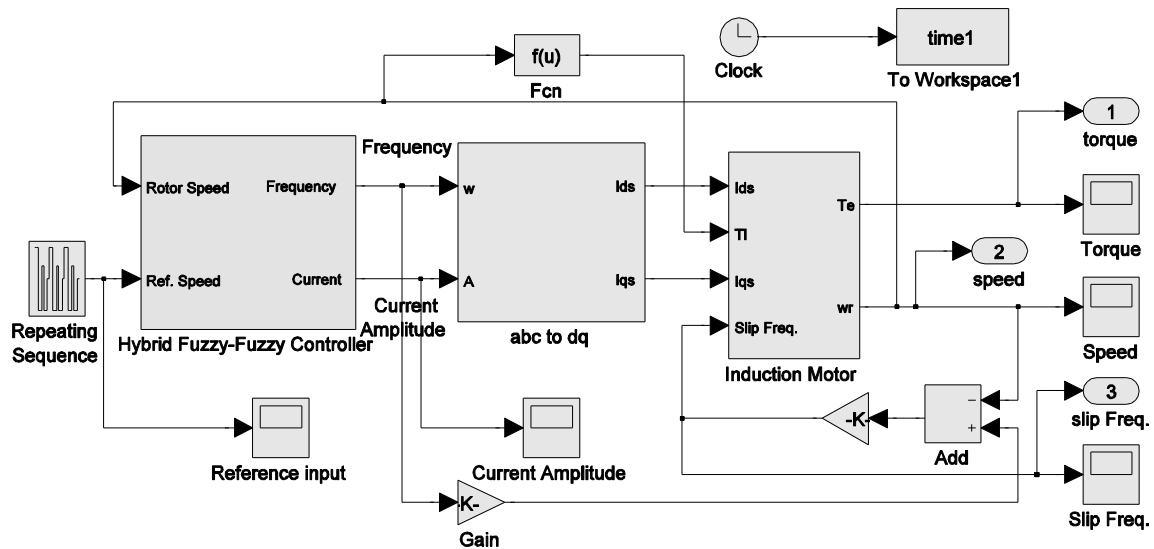 f(u)
Fcn
Clock
time1
To Workspace1
1
torque
Frequency
Rotor Speed
Frequency
Ref. Speed
Current
Hybrid Fuzzy-Fuzzy Controller
Current
Amplitude
w
Ids
A
Iqs
abc to dq
Ids
Te
Tl
Iqs
wr
Slip Freq.
Induction Motor
Torque
2
speed
Speed
Repeating
Sequence
3
slip Freq.
-K-
−
+
Add
Reference input
Current Amplitude
-K-
Gain
Slip Freq.